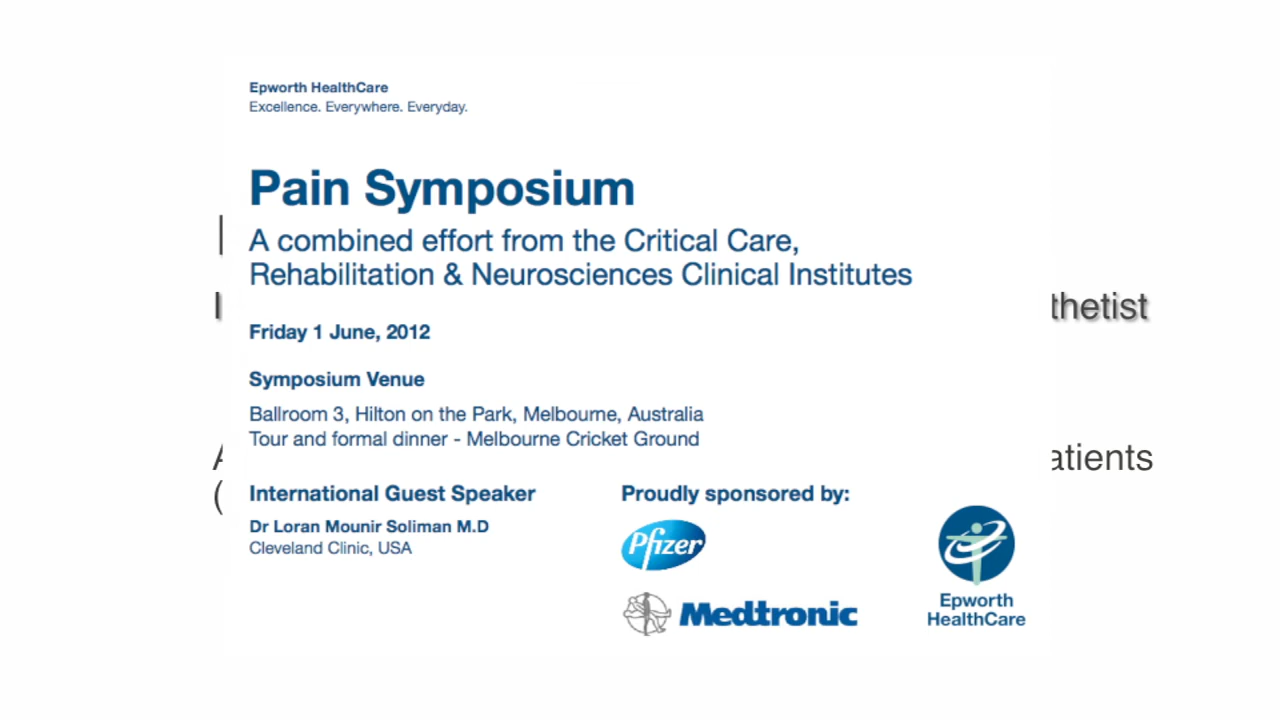 Epworth HealthCare
Excellence. Everywhere. Everyday.
Pain Symposium
A combined effort from the Critical Care,
Rehabilitation & Neurosciences Clinical Institutes
thetist
Friday 1 June, 2012
Symposium Venue
Ballroom 3, Hilton on the Park, Melbourne, Australia
Tour and formal dinner - Melbourne Cricket Ground
atients
(
International Guest Speaker
Dr Loran Mounir Soliman M.D
Cleveland Clinic, USA
Proudly sponsored by:
Pfizer
Medtronic
Epworth
HealthCare